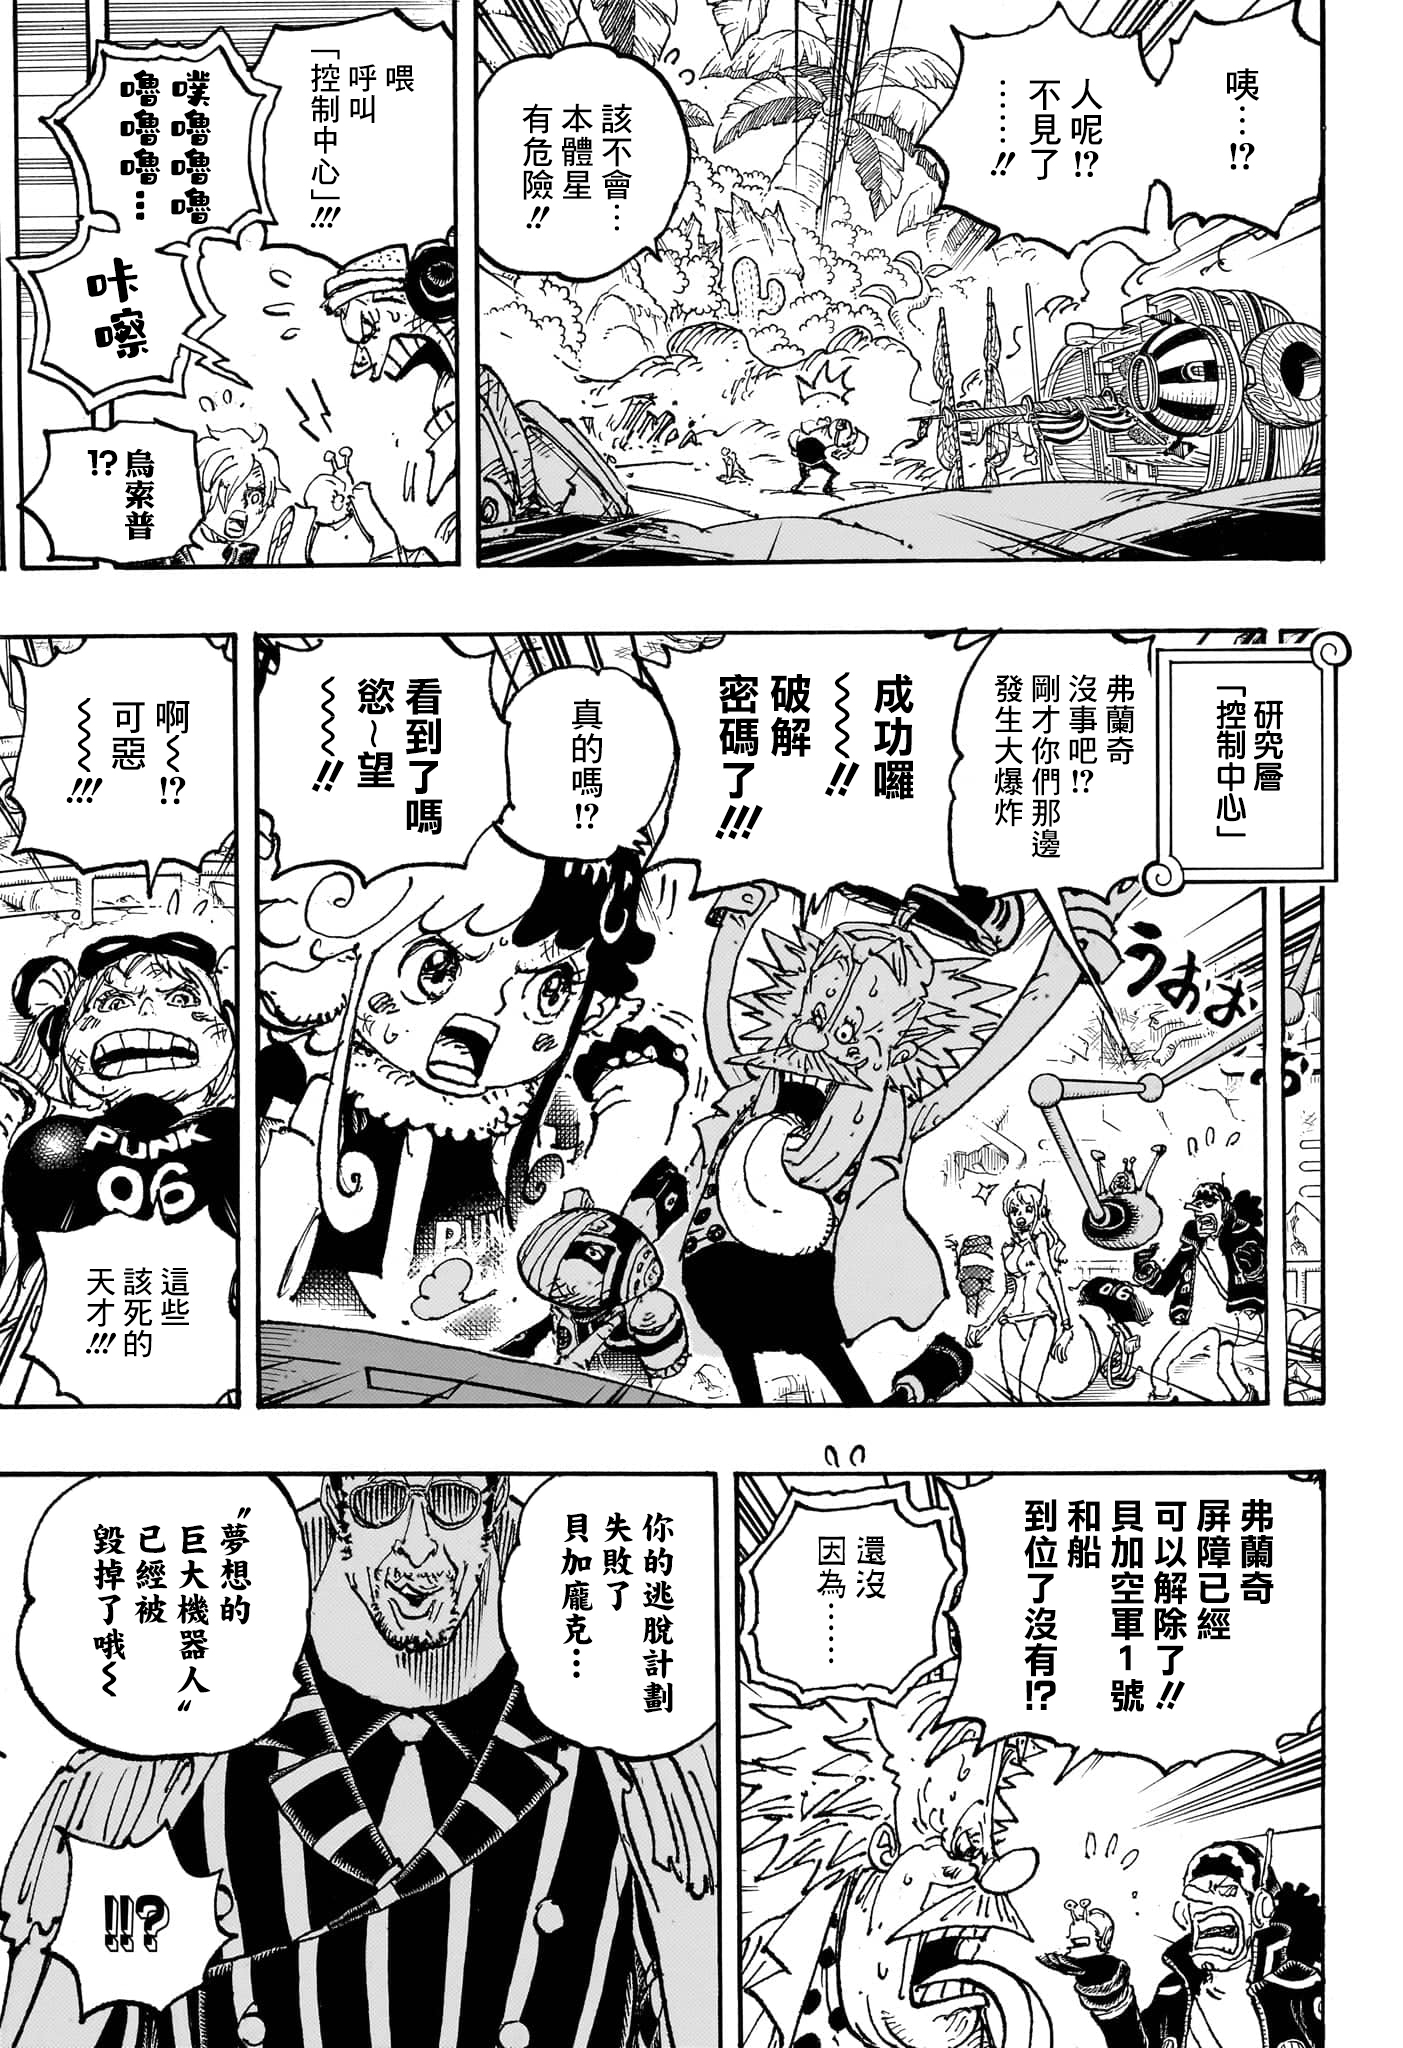 咦…!?
人呢!?
不見了
……!!
該不會…
本體星
有危險!!
喂
呼叫
「控制中心」!!!
噗嚕嚕嚕
嚕嚕嚕…
咔
嚓
烏索普
!?
研究層
「控制中心」
弗蘭奇
沒事吧!?
剛才你們那邊
發生大爆炸
うおお
おお
成功囉
~~~!!
破解
密碼了!!!
真的嗎!?
看到了嗎
慾~望
~~~!!
PUN
06
啊~~!?
可惡
~~~!!!
PUNK
06
這些
該死的
天才!!!
弗蘭奇
屏障已經
可以解除了!!
貝加空軍1號
和船
到位了沒有!?
還沒
因為……
你的逃脫計劃
失敗了
貝加龐克…
〝夢想的
巨大機器人〞
已經被
毀掉了哦~
!!?